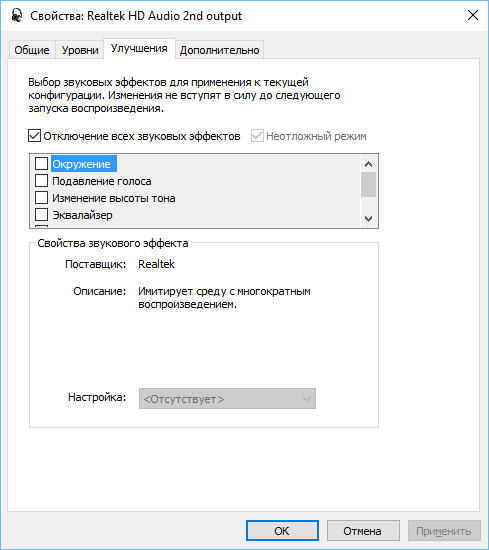 Свойства: Realtek HD Audio 2nd output
Общие Уровни Улучшения Дополнительно
Выбор звуковых эффектов для применения к текущей
конфигурации. Изменения не вступят в силу до следующего
запуска воспроизведения.
Отключение всех звуковых эффектов Неотложный режим
Окружение
Подавление голоса
Изменение высоты тона
Эквалайзер
Свойства звукового эффекта
Поставщик: Realtek
Описание: Имитирует среду с многократным
воспроизведением.
Настройка: <Отсутствует>
ОК Отмена Применить